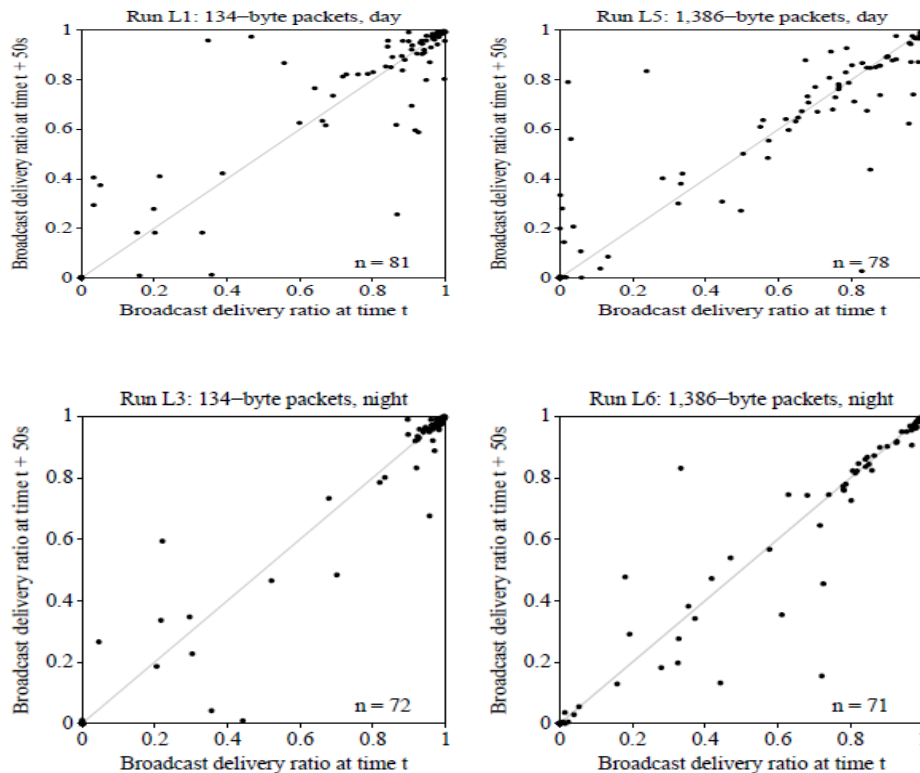 Run L1: 134−byte packets, day
Broadcast delivery ratio at time t + 50s
1
0.8
0.6
0.4
0.2
0
n = 81
0 0.2 0.4 0.6 0.8 1
Broadcast delivery ratio at time t
Run L5: 1,386−byte packets, day
Broadcast delivery ratio at time t + 50s
1
0.8
0.6
0.4
0.2
0
n = 78
0 0.2 0.4 0.6 0.8 1
Broadcast delivery ratio at time t
Run L3: 134−byte packets, night
Broadcast delivery ratio at time t + 50s
1
0.8
0.6
0.4
0.2
0
n = 72
0 0.2 0.4 0.6 0.8 1
Broadcast delivery ratio at time t
Run L6: 1,386−byte packets, night
Broadcast delivery ratio at time t + 50s
1
0.8
0.6
0.4
0.2
0
n = 71
0 0.2 0.4 0.6 0.8 1
Broadcast delivery ratio at time t